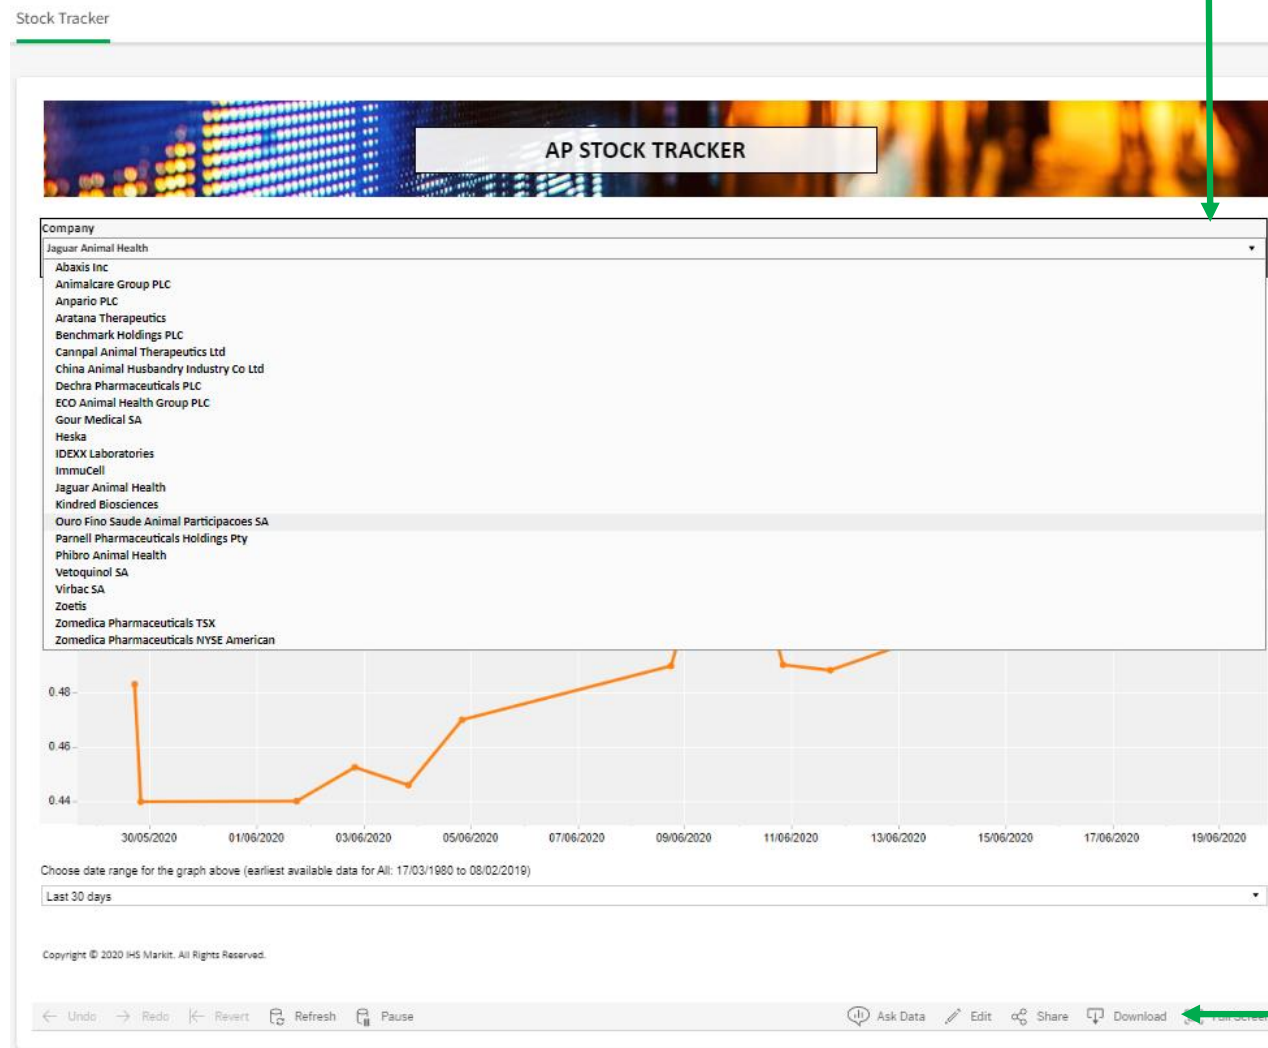 Stock Tracker
AP STOCK TRACKER
Company
Jaguar Animal Health
Abaxis Inc
Animalcare Group PLC
Anpario PLC
Aratana Therapeutics
Benchmark Holdings PLC
Cannpal Animal Therapeutics Ltd
China Animal Husbandry Industry Co Ltd
Dechra Pharmaceuticals PLC
ECO Animal Health Group PLC
Gour Medical SA
Heska
IDEXX Laboratories
ImmuCell
Jaguar Animal Health
Kindred Biosciences
Ouro Fino Saude Animal Participacoes SA
Parnell Pharmaceuticals Holdings Pty
Phibro Animal Health
Vetoquinol SA
Virbac SA
Zoetis
Zomedica Pharmaceuticals TSX
Zomedica Pharmaceuticals NYSE American
0.48
0.46
0.44
30/05/2020 01/06/2020 03/06/2020 05/06/2020 07/06/2020 09/06/2020 11/06/2020 13/06/2020 15/06/2020 17/06/2020 19/06/2020
Choose date range for the graph above (earliest available data for All: 17/03/1980 to 08/02/2019)
Last 30 days
Copyright © 2020 IHS Markit. All Rights Reserved.
Undo Redo Revert Refresh Pause Ask Data Edit Share Download